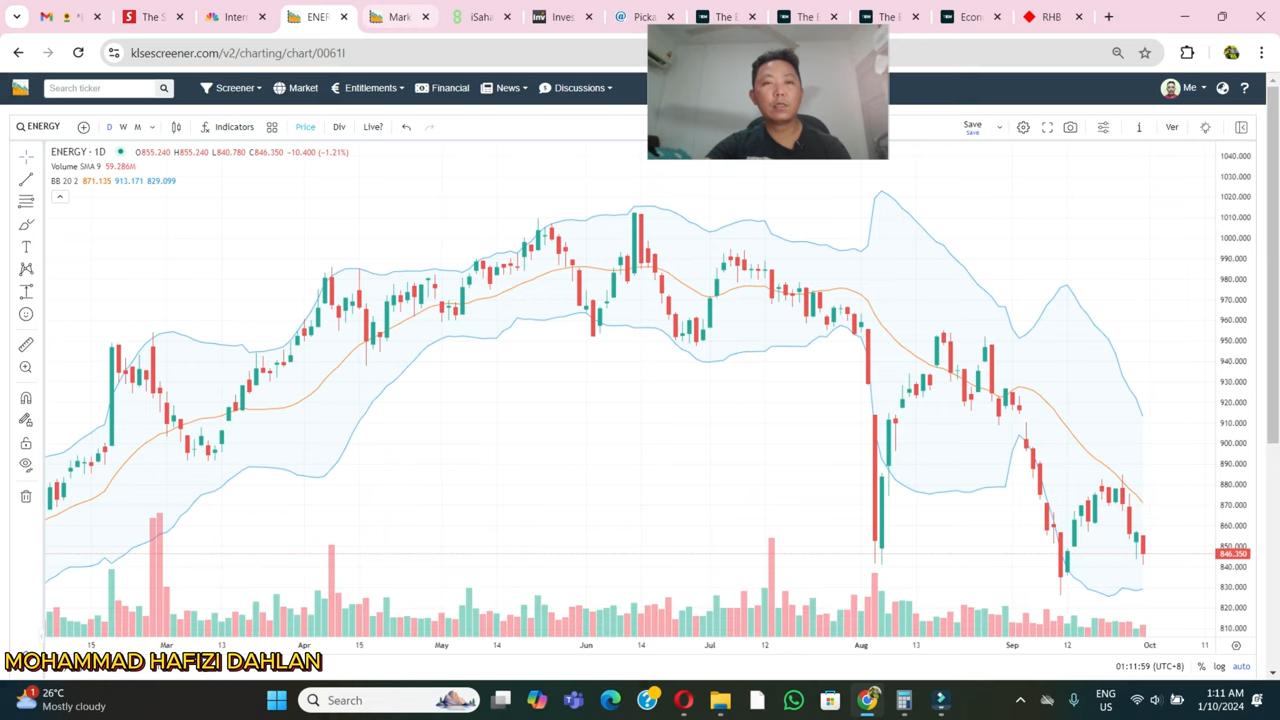 The S
Intern
ENER
Mark
iSaha
Inves
Picka
The E
The E
The E
Econ
RHB
klsescreener.com/v2/charting/chart/0061I
Search ticker
Screener
Market
Entitlements
Financial
News
Discussions
Me
ENERGY
D W M
Indicators
Price
Div
Live?
Save
Save
Ver
ENERGY · 1D O855.240 H855.240 L840.780 C846.350 −10.400 (−1.21%)
Volume SMA 9 59.286M
BB 20 2 871.135 913.171 829.099
1040.000
1030.000
1020.000
1010.000
1000.000
990.000
980.000
970.000
960.000
950.000
940.000
930.000
920.000
910.000
900.000
890.000
880.000
870.000
860.000
850.000
846.350
840.000
830.000
820.000
810.000
15 Mar 13 Apr 15 May 14 Jun 14 Jul 12 Aug 13 Sep 12 Oct 11
MOHAMMAD HAFIZI DAHLAN
01:11:59 (UTC+8) % log auto
1
26°C
Mostly cloudy
Search
ENG
US
1:11 AM
1/10/2024